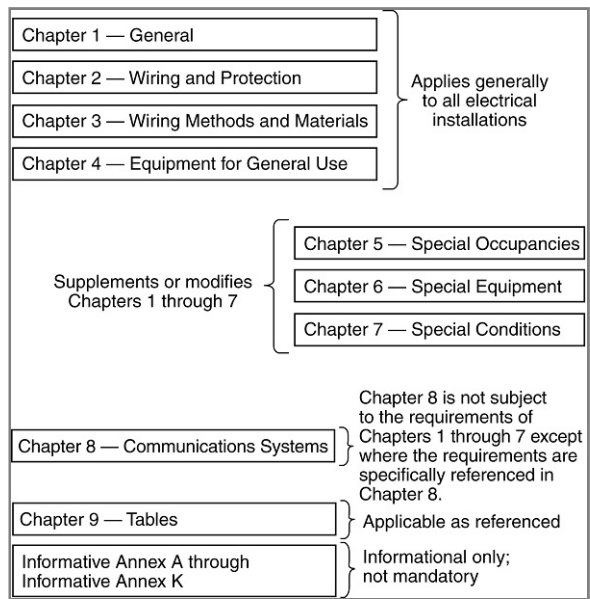 Chapter 1 — General
Chapter 2 — Wiring and Protection
Chapter 3 — Wiring Methods and Materials
Chapter 4 — Equipment for General Use
Applies generally
to all electrical
installations
Supplements or modifies
Chapters 1 through 7
Chapter 5 — Special Occupancies
Chapter 6 — Special Equipment
Chapter 7 — Special Conditions
Chapter 8 — Communications Systems
Chapter 8 is not subject
to the requirements of
Chapters 1 through 7 except
where the requirements are
specifically referenced in
Chapter 8.
Chapter 9 — Tables
Applicable as referenced
Informative Annex A through
Informative Annex K
Informational only;
not mandatory